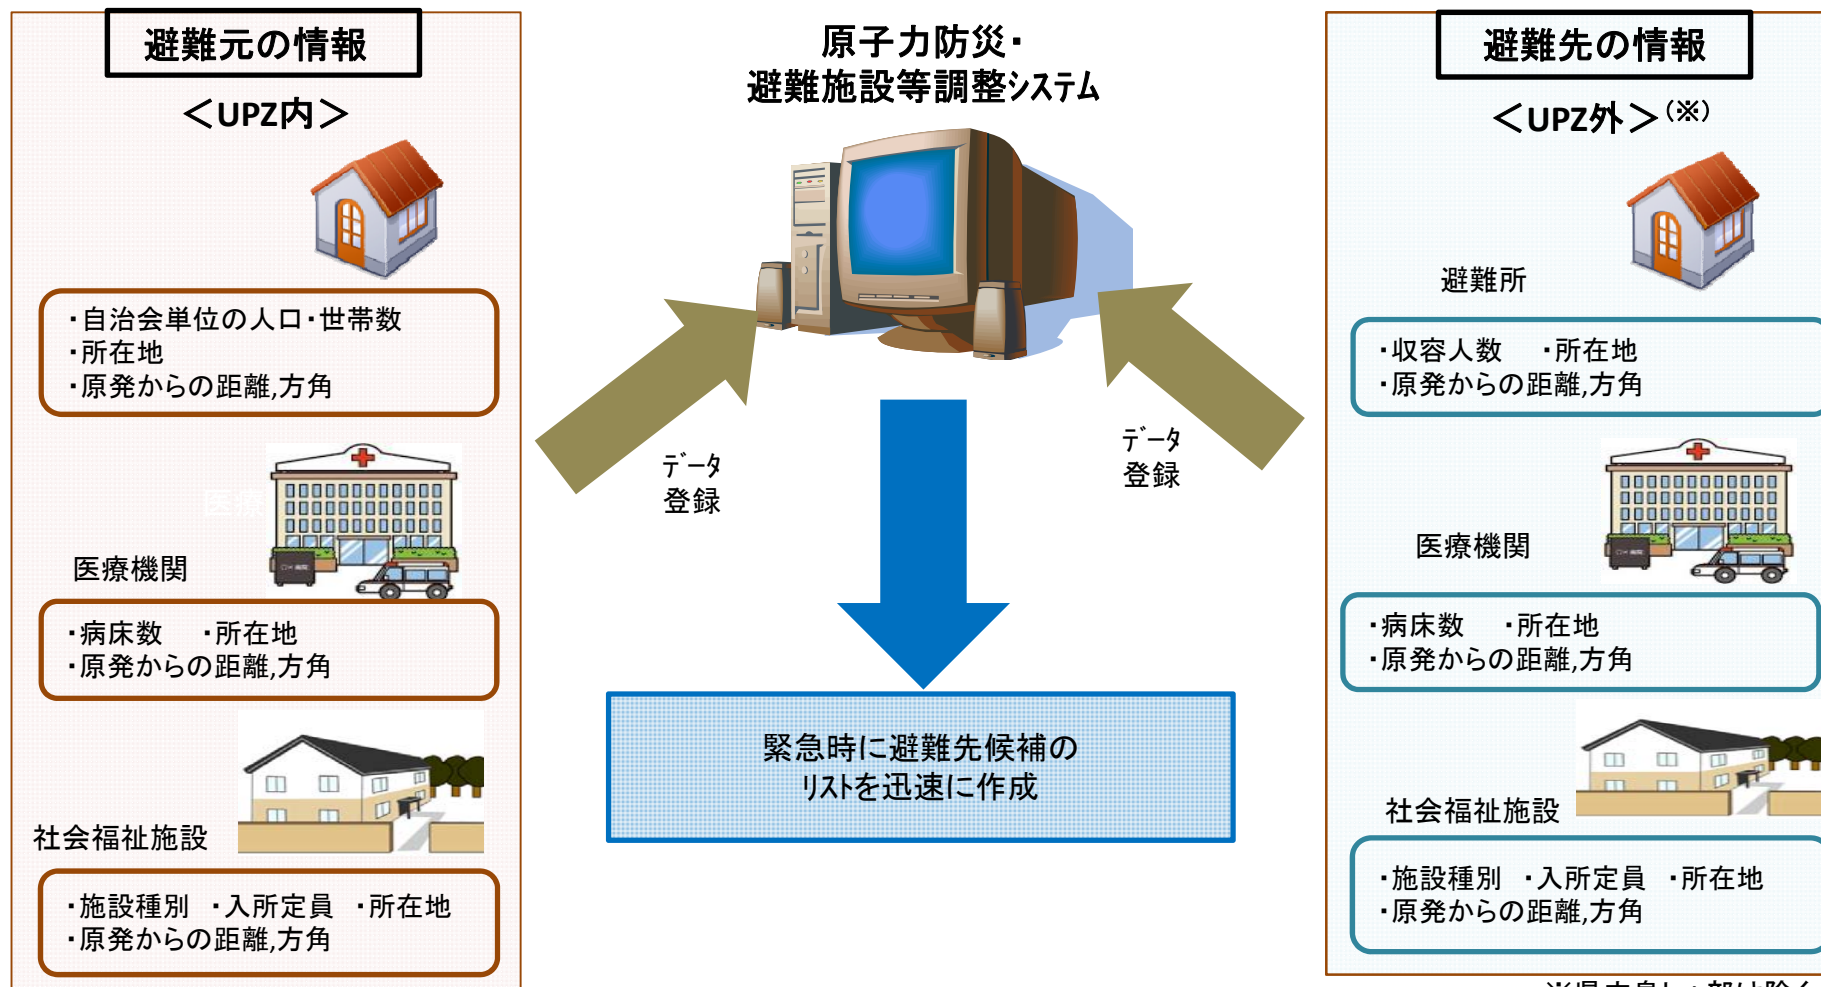 避難元の情報
＜UPZ内＞
・自治会単位の人口・世帯数
・所在地
・原発からの距離,方角
医療
医療機関
・病床数　・所在地
・原発からの距離,方角
社会福祉施設
・施設種別　・入所定員　・所在地
・原発からの距離,方角
原子力防災・
避難施設等調整システム
データ
登録
データ
登録
緊急時に避難先候補の
リストを迅速に作成
避難先の情報
＜UPZ外＞(※)
避難所
・収容人数　・所在地
・原発からの距離,方角
医療機関
・病床数　・所在地
・原発からの距離,方角
社会福祉施設
・施設種別　・入所定員　・所在地
・原発からの距離,方角